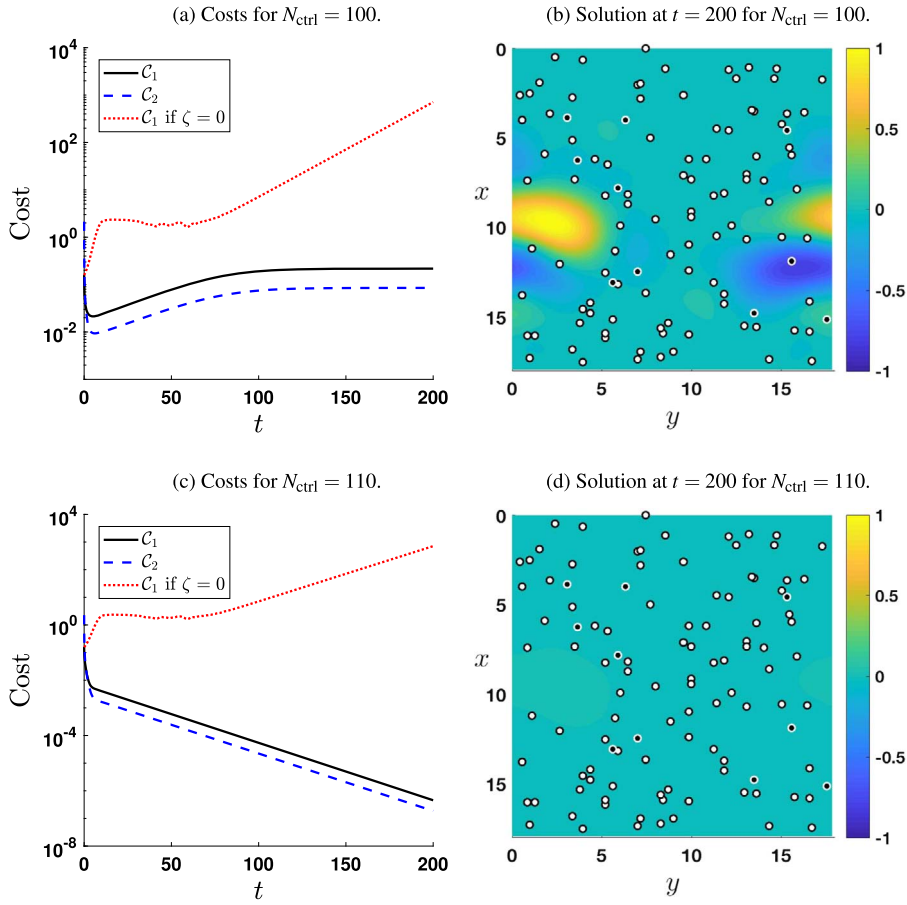 (a) Costs for N_ctrl = 100.
(b) Solution at t = 200 for N_ctrl = 100.
10^4
10^2
10^0
10^-2
Cost
C_1
C_2
C_1 if ζ = 0
0 50 100 150 200
t
0
5
10
15
x
0 5 10 15
y
1
0.5
0
-0.5
-1
(c) Costs for N_ctrl = 110.
(d) Solution at t = 200 for N_ctrl = 110.
10^4
10^0
10^-4
10^-8
Cost
C_1
C_2
C_1 if ζ = 0
0 50 100 150 200
t
0
5
10
15
x
0 5 10 15
y
1
0.5
0
-0.5
-1